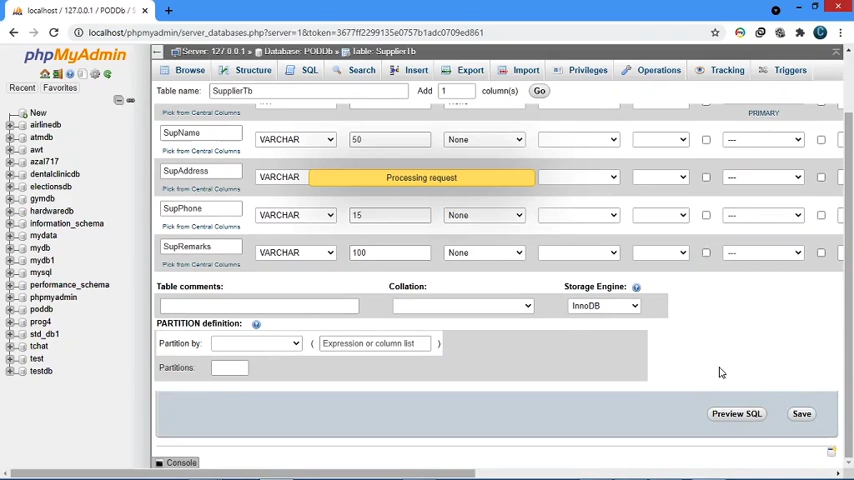 localhost / 127.0.0.1 / PODDb / S
localhost/phpmyadmin/server_databases.php?server=1&token=3677ff2299135e0757b1adc0709ed861
phpMyAdmin
Recent Favorites
New
airlinedb
atmdb
awt
azal717
dentalclinicdb
electionsdb
gymdb
hardwaredb
information_schema
mydata
mydb
mydb1
mysql
performance_schema
phpmyadmin
poddb
prog4
std_db1
tchat
test
testdb
Server: 127.0.0.1 » Database: PODDb » Table: SupplierTb
Browse Structure SQL Search Insert Export Import Privileges Operations Tracking Triggers
Table name: SupplierTb Add 1 column(s) Go
Pick from Central Columns PRIMARY
SupName VARCHAR 50 None ---
Pick from Central Columns
SupAddress VARCHAR Processing request ---
Pick from Central Columns
SupPhone VARCHAR 15 None ---
Pick from Central Columns
SupRemarks VARCHAR 100 None ---
Pick from Central Columns
Table comments: Collation: Storage Engine:
InnoDB
PARTITION definition:
Partition by: ( Expression or column list )
Partitions:
Preview SQL Save
Console